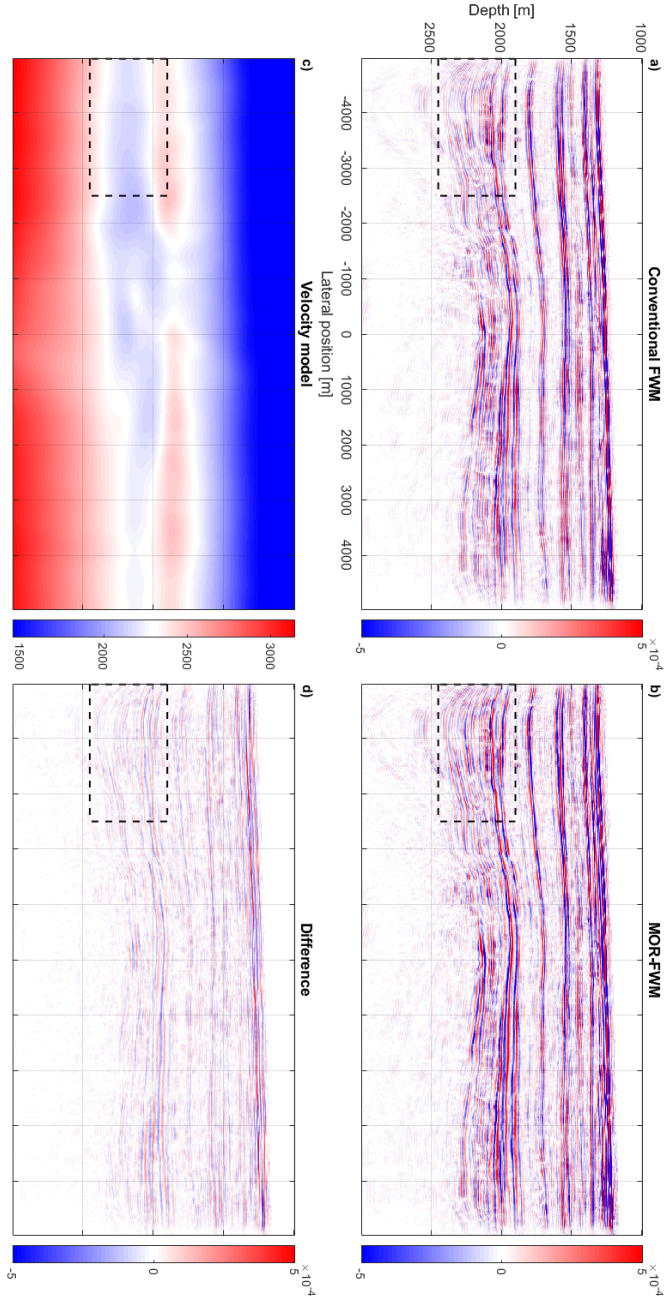 a)
Conventional FWM
b)
MOR-FWM
×10⁻⁴
5
0
-5
×10⁻⁴
5
0
-5
Depth [m]
1000
1500
2000
2500
-4000 -3000 -2000 -1000 0 1000 2000 3000 4000
Lateral position [m]
c)
Velocity model
d)
Difference
3000
2500
2000
1500
×10⁻⁴
5
0
-5